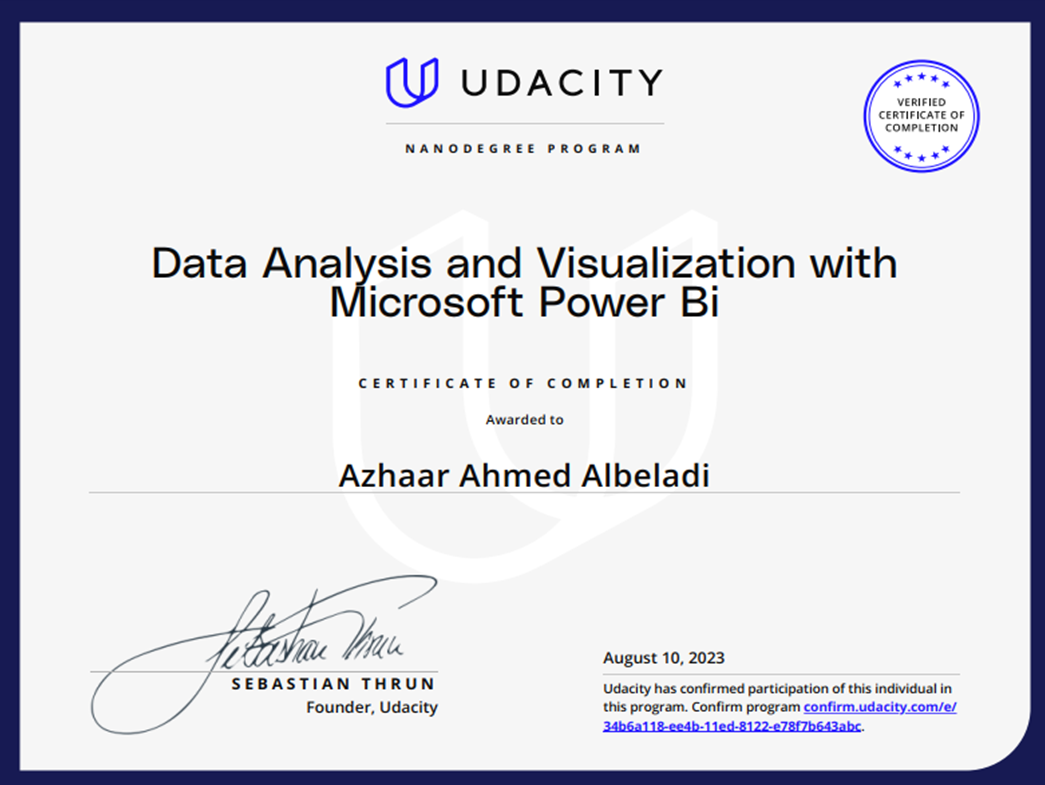 UDACITY
NANODEGREE PROGRAM
VERIFIED
CERTIFICATE OF
COMPLETION
Data Analysis and Visualization with
Microsoft Power Bi
CERTIFICATE OF COMPLETION
Awarded to
Azhaar Ahmed Albeladi
Sebastian Thrun
SEBASTIAN THRUN
Founder, Udacity
August 10, 2023
Udacity has confirmed participation of this individual in
this program. Confirm program confirm.udacity.com/e/
34b6a118-ee4b-11ed-8122-e78f7b643abc.